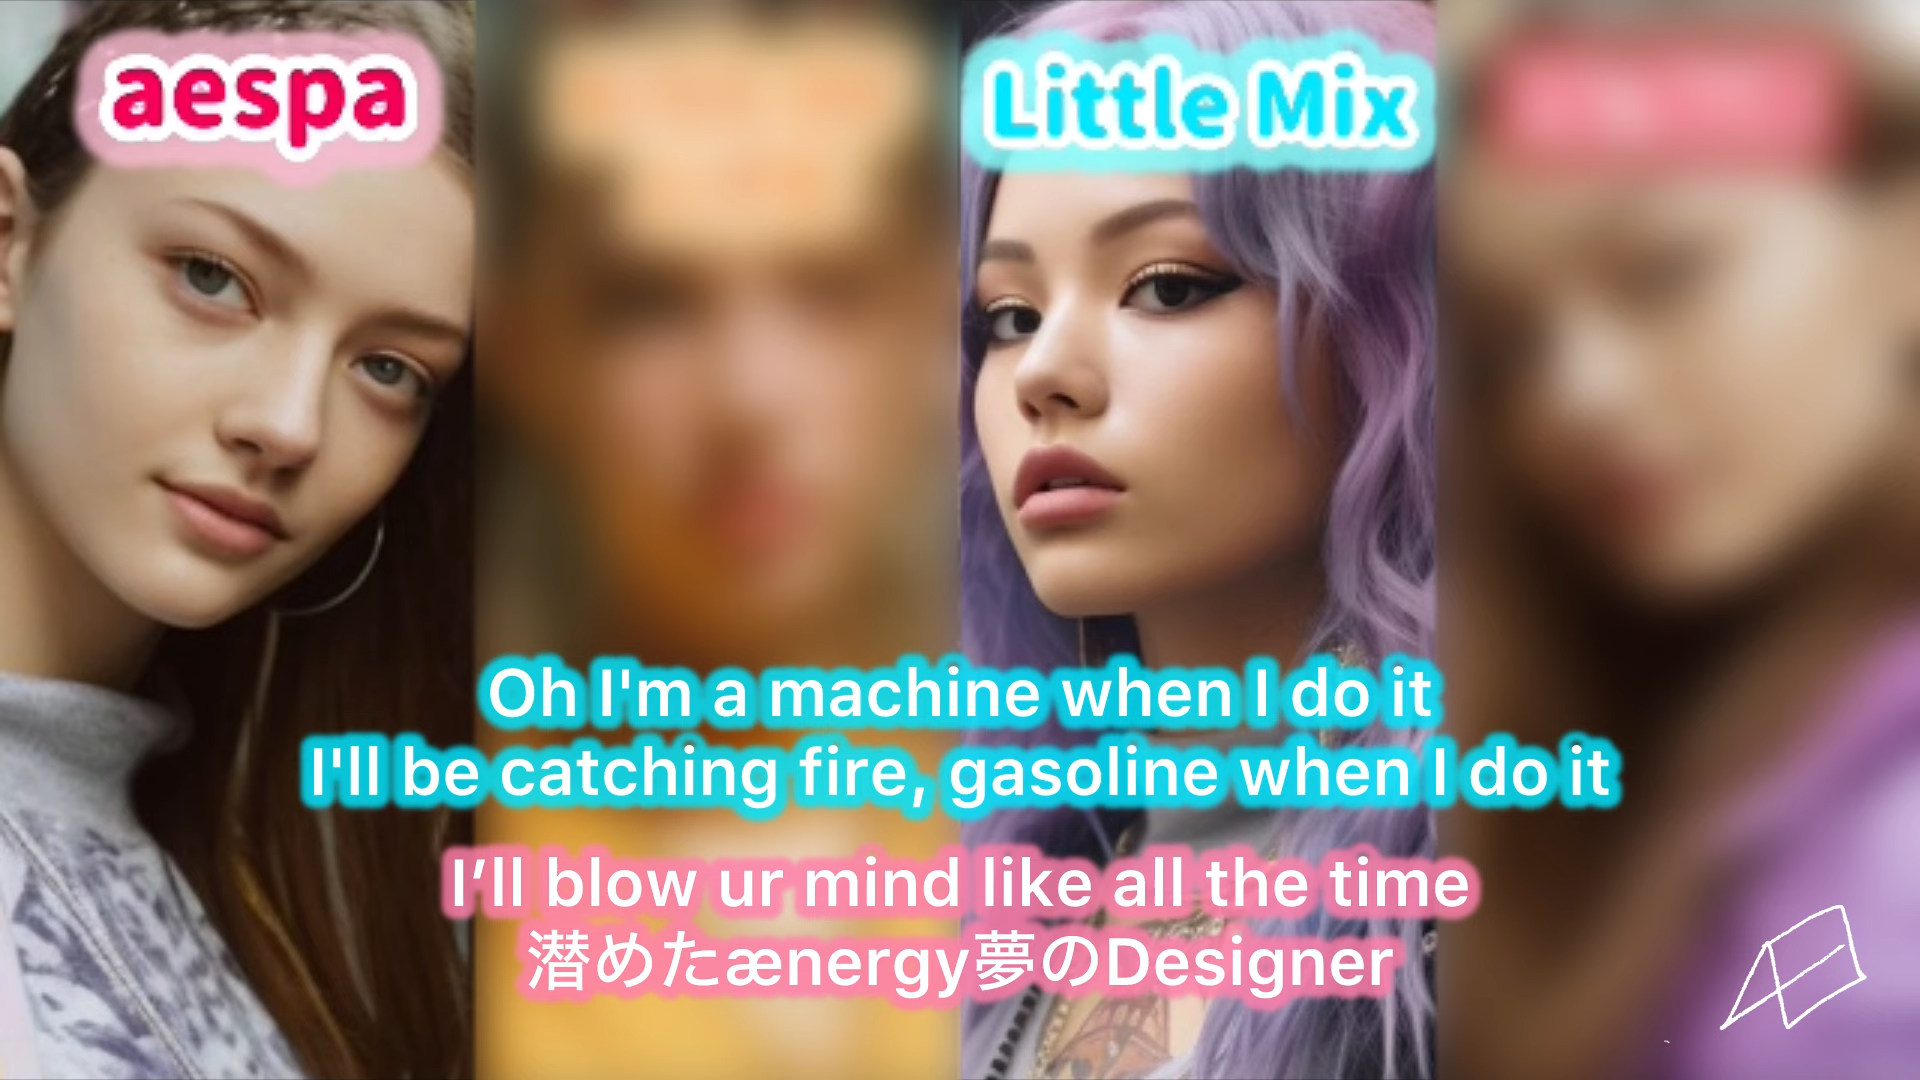 aespa
Little Mix
Oh I'm a machine when I do it
I'll be catching fire, gasoline when I do it
I’ll blow ur mind like all the time
潜めたænergy夢のDesigner